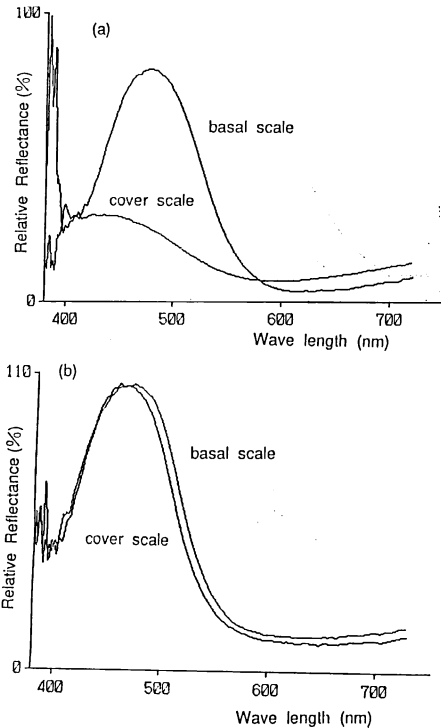 100
(a)
Relative Reflectance (%)
basal scale
cover scale
0
400 500 600 700
Wave length (nm)
110
(b)
Relative Reflectance (%)
basal scale
cover scale
0
400 500 600 700
Wave length (nm)